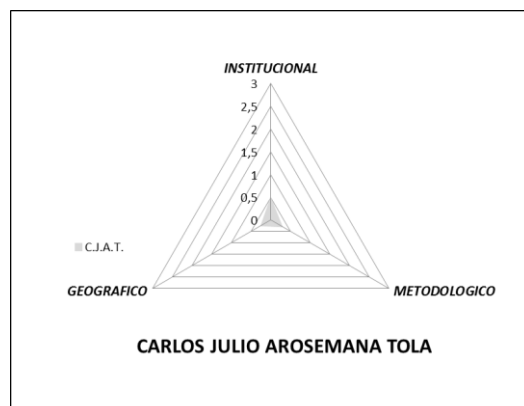 INSTITUCIONAL
3
2,5
2
1,5
1
0,5
0
C.J.A.T.
GEOGRAFICO
METODOLOGICO
CARLOS JULIO AROSEMANA TOLA